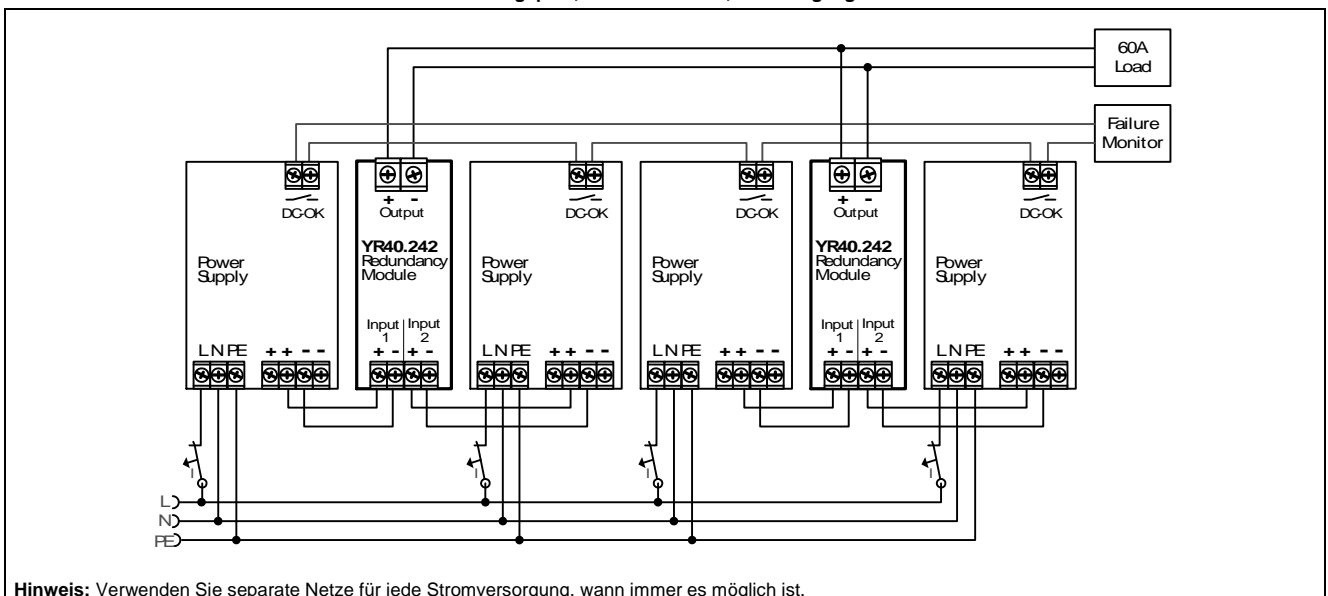 60A
Load
Failure
Monitor
DC-OK
+ -
Output
DC-OK
DC-OK
+ -
Output
DC-OK
Power
Supply
YR40.242
Redundancy
Module
Power
Supply
Power
Supply
YR40.242
Redundancy
Module
Power
Supply
Input 1 Input 2
Input 1 Input 2
L N PE + + - -
+ - + -
L N PE + + - -
L N PE + + - -
+ - + -
L N PE + + - -
I
I
I
I
L
N
PE
Hinweis: Verwenden Sie separate Netze für jede Stromversorgung, wann immer es möglich ist.